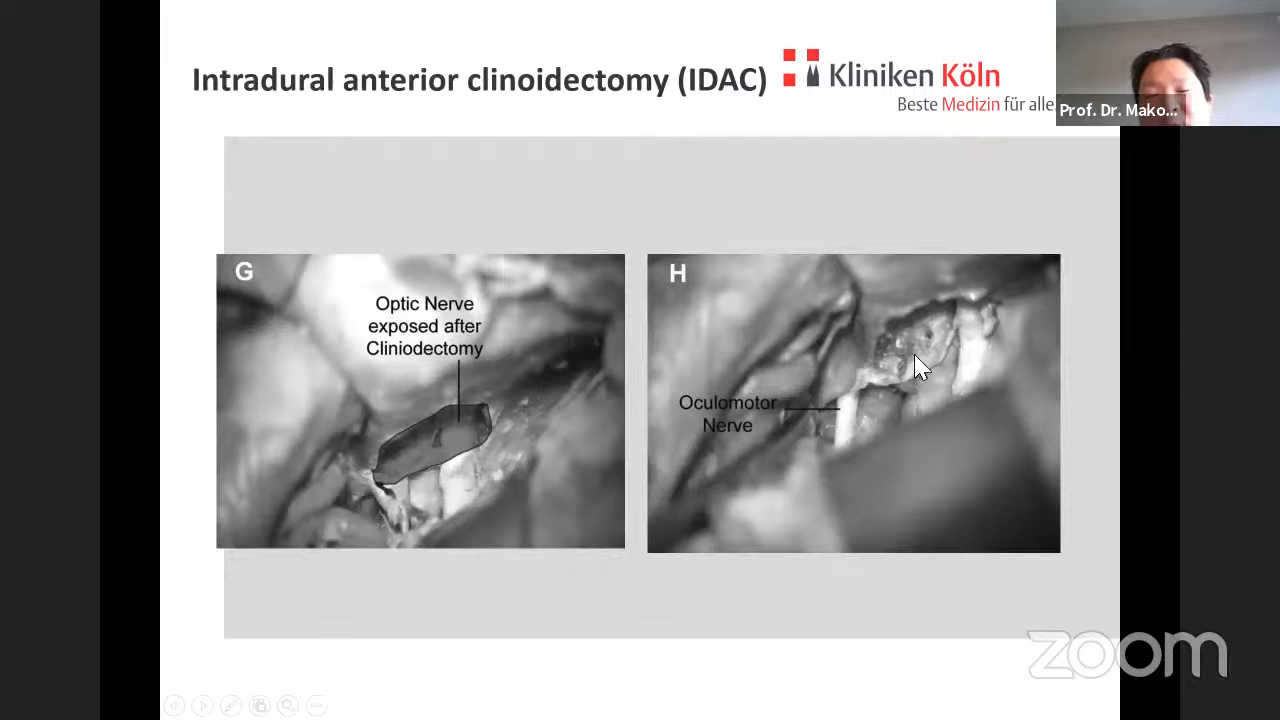 Intradural anterior clinoidectomy (IDAC)
Kliniken Köln
Beste Medizin für alle
Prof. Dr. Mako...
G
Optic Nerve
exposed after
Cliniodectomy
H
Oculomotor
Nerve
zoom